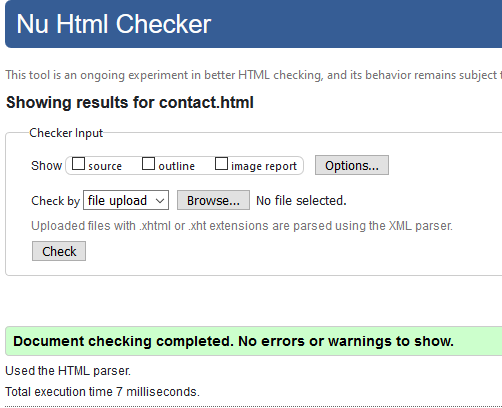 Nu Html Checker
This tool is an ongoing experiment in better HTML checking, and its behavior remains subject
Showing results for contact.html
Checker Input
Show source outline image report Options...
Check by file upload Browse... No file selected.
Uploaded files with .xhtml or .xht extensions are parsed using the XML parser.
Check
Document checking completed. No errors or warnings to show.
Used the HTML parser.
Total execution time 7 milliseconds.